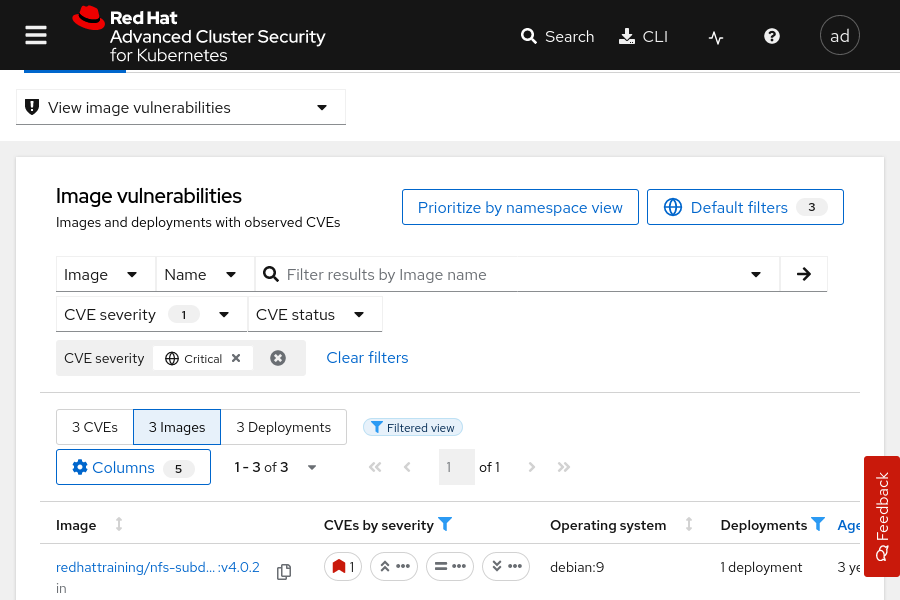 Red Hat
Advanced Cluster Security
for Kubernetes
Search
CLI
ad
View image vulnerabilities
Image vulnerabilities
Images and deployments with observed CVEs
Prioritize by namespace view
Default filters 3
Image
Name
Filter results by Image name
CVE severity 1
CVE status
CVE severity
Critical
Clear filters
3 CVEs
3 Images
3 Deployments
Filtered view
Columns 5
1 - 3 of 3
1 of 1
Image
CVEs by severity
Operating system
Deployments
Age
redhattraining/nfs-subd... :v4.0.2
in
1
debian:9
1 deployment
3 ye
Feedback